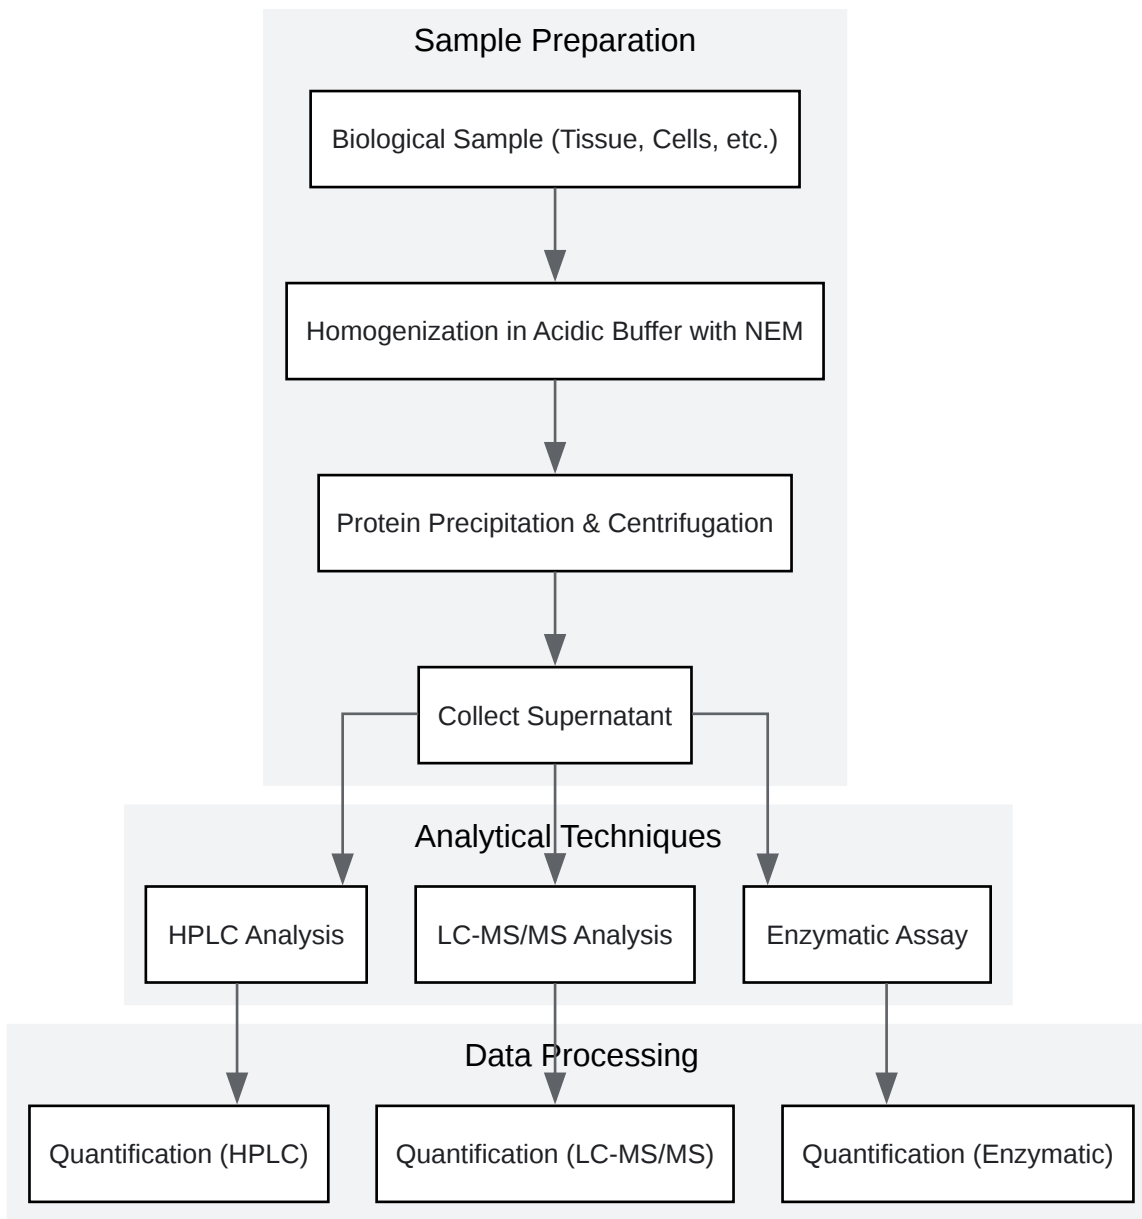 Sample Preparation
Biological Sample (Tissue, Cells, etc.)
Homogenization in Acidic Buffer with NEM
Protein Precipitation & Centrifugation
Collect Supernatant
Analytical Techniques
HPLC Analysis
LC-MS/MS Analysis
Enzymatic Assay
Data Processing
Quantification (HPLC)
Quantification (LC-MS/MS)
Quantification (Enzymatic)